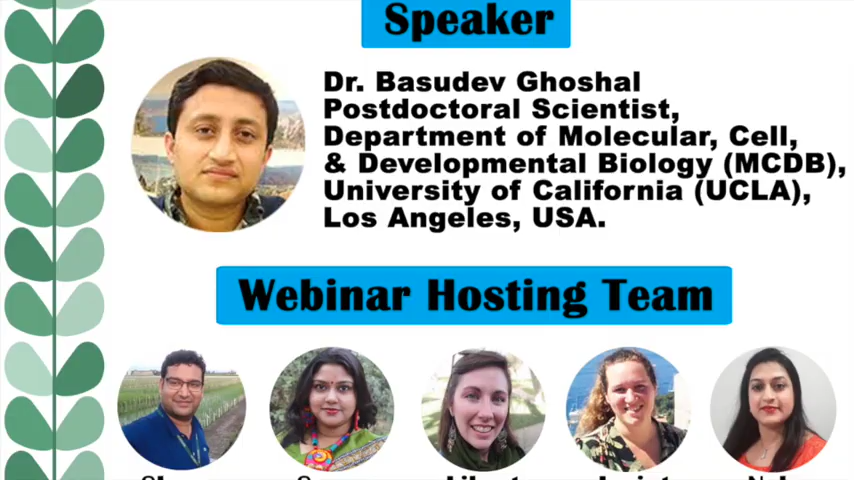 Speaker
Dr. Basudev Ghoshal
Postdoctoral Scientist,
Department of Molecular, Cell,
& Developmental Biology (MCDB),
University of California (UCLA),
Los Angeles, USA.
Webinar Hosting Team